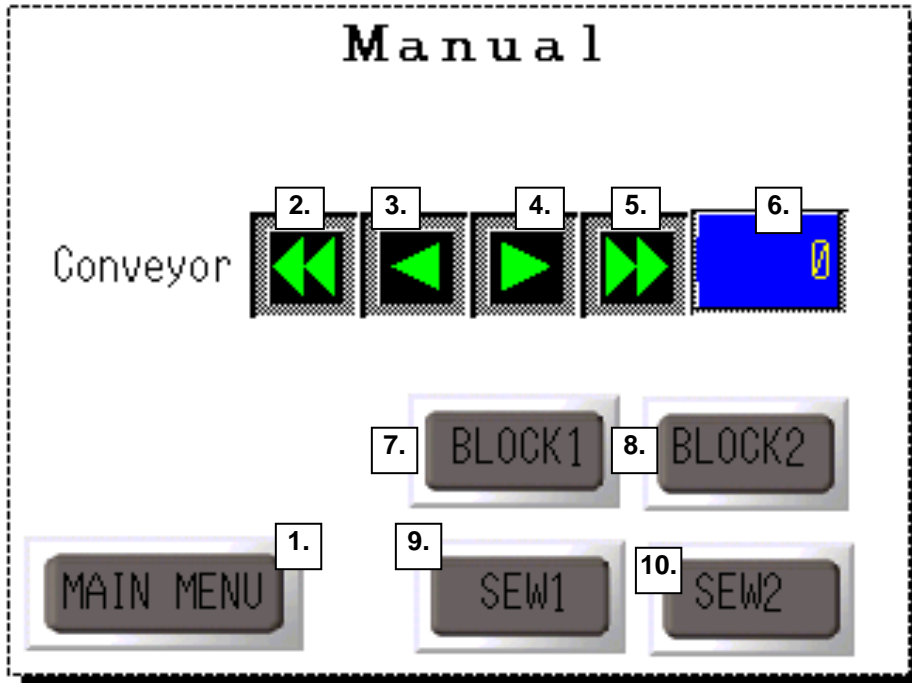 Manual
2. 3. 4. 5. 6.
Conveyor 0
7. BLOCK1 8. BLOCK2
1. 9. 10.
MAIN MENU SEW1 SEW2